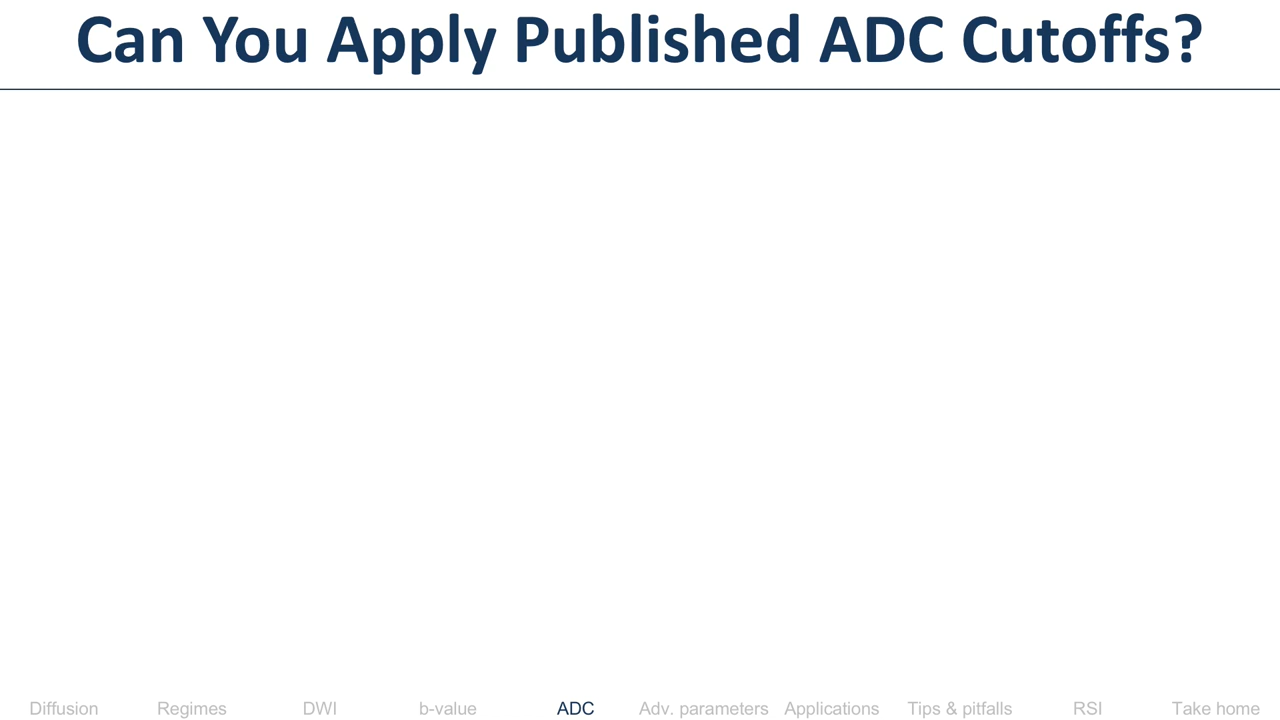 Can You Apply Published ADC Cutoffs?
Diffusion Regimes DWI b-value ADC Adv. parameters Applications Tips & pitfalls RSI Take home